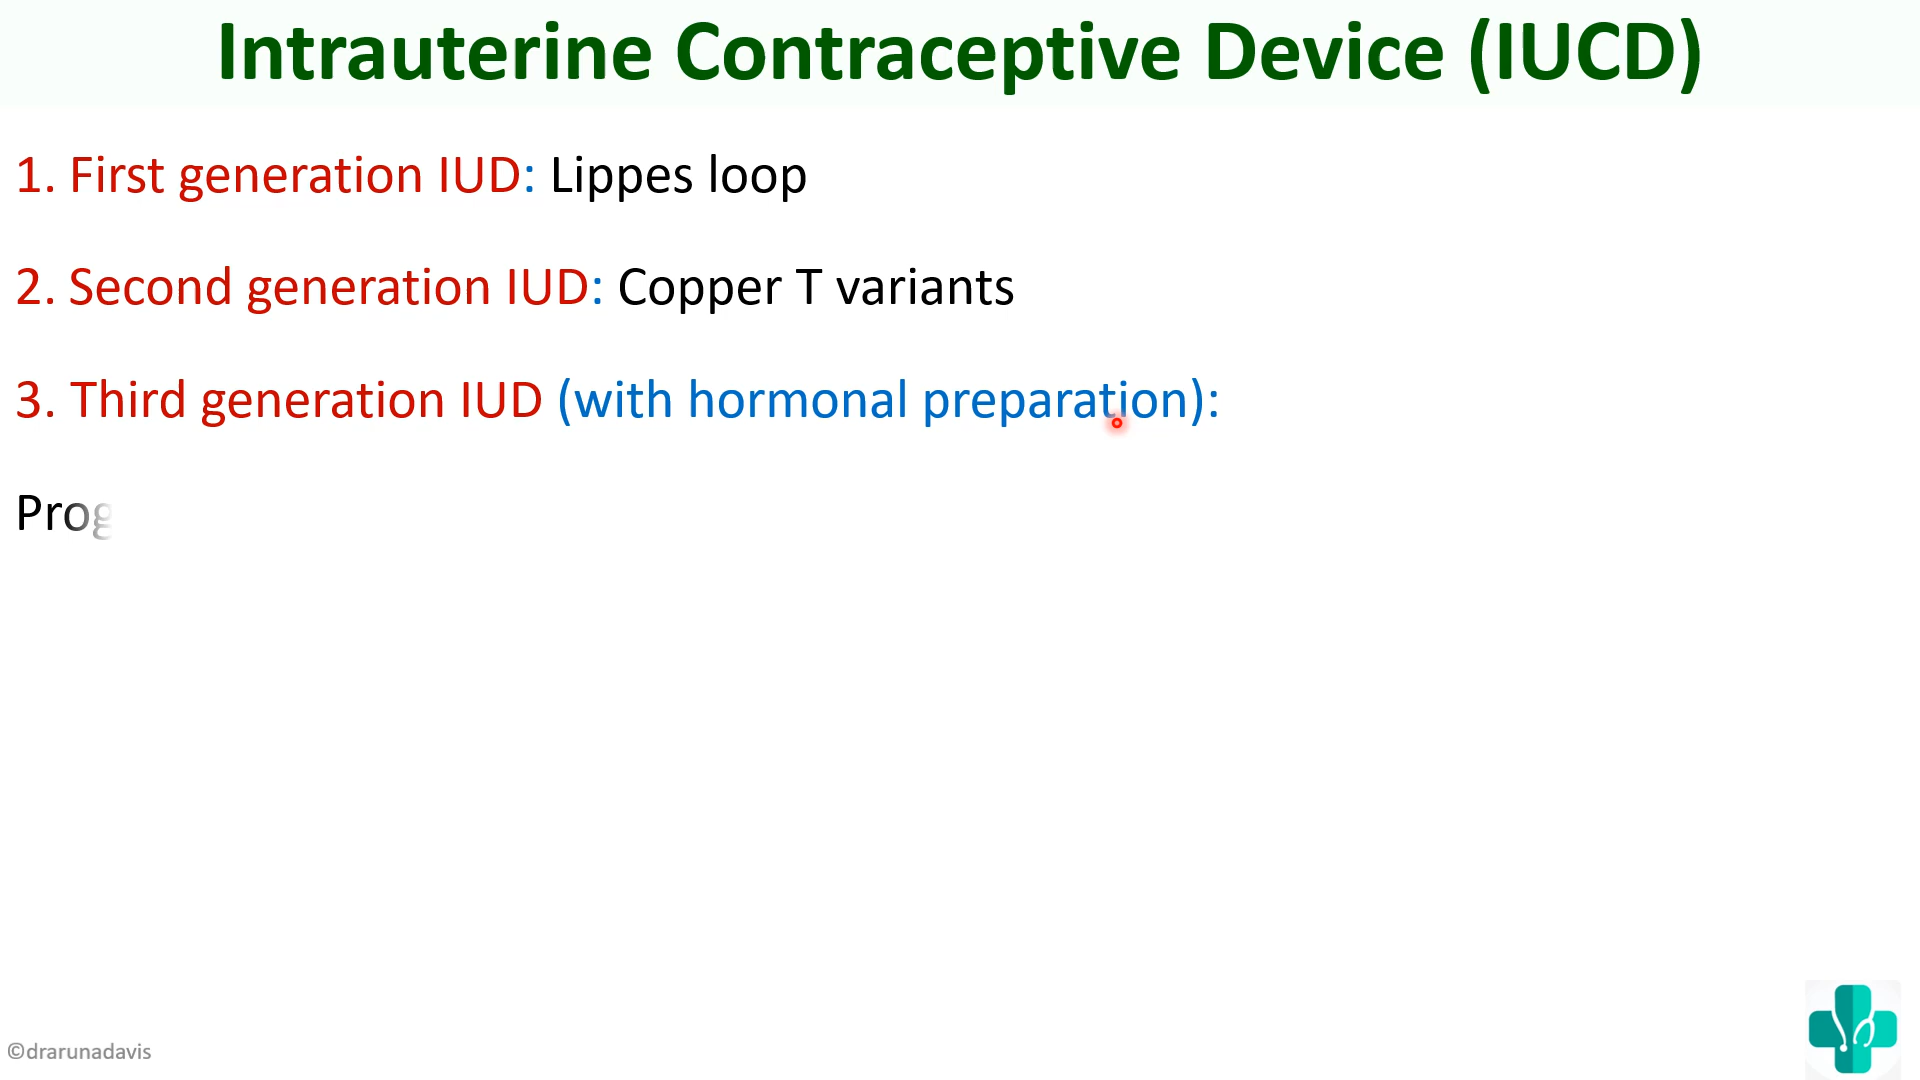 Intrauterine Contraceptive Device (IUCD)
1. First generation IUD: Lippes loop
2. Second generation IUD: Copper T variants
3. Third generation IUD (with hormonal preparation):
Prog
©drarunadavis